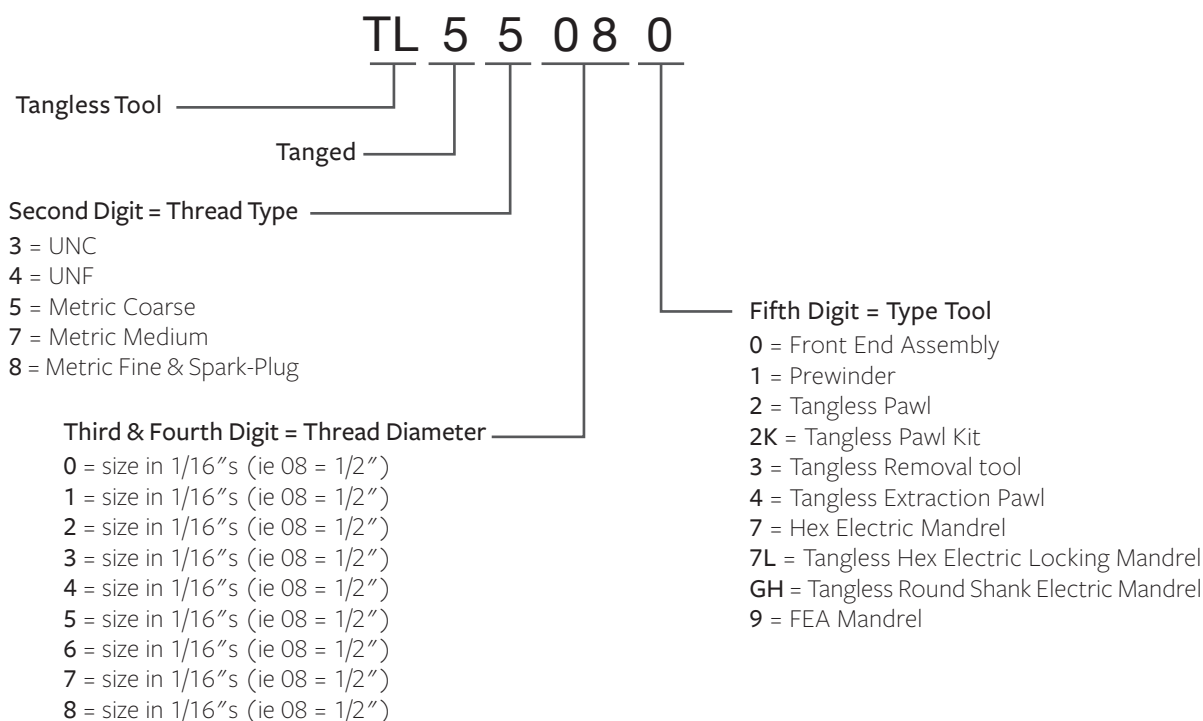 TL 5 5 0 8 0
Tangless Tool
Tanged
Second Digit = Thread Type
3 = UNC
4 = UNF
5 = Metric Coarse
7 = Metric Medium
8 = Metric Fine & Spark-Plug
Third & Fourth Digit = Thread Diameter
0 = size in 1/16″s (ie 08 = 1/2″)
1 = size in 1/16″s (ie 08 = 1/2″)
2 = size in 1/16″s (ie 08 = 1/2″)
3 = size in 1/16″s (ie 08 = 1/2″)
4 = size in 1/16″s (ie 08 = 1/2″)
5 = size in 1/16″s (ie 08 = 1/2″)
6 = size in 1/16″s (ie 08 = 1/2″)
7 = size in 1/16″s (ie 08 = 1/2″)
8 = size in 1/16″s (ie 08 = 1/2″)
Fifth Digit = Type Tool
0 = Front End Assembly
1 = Prewinder
2 = Tangless Pawl
2K = Tangless Pawl Kit
3 = Tangless Removal tool
4 = Tangless Extraction Pawl
7 = Hex Electric Mandrel
7L = Tangless Hex Electric Locking Mandrel
GH = Tangless Round Shank Electric Mandrel
9 = FEA Mandrel